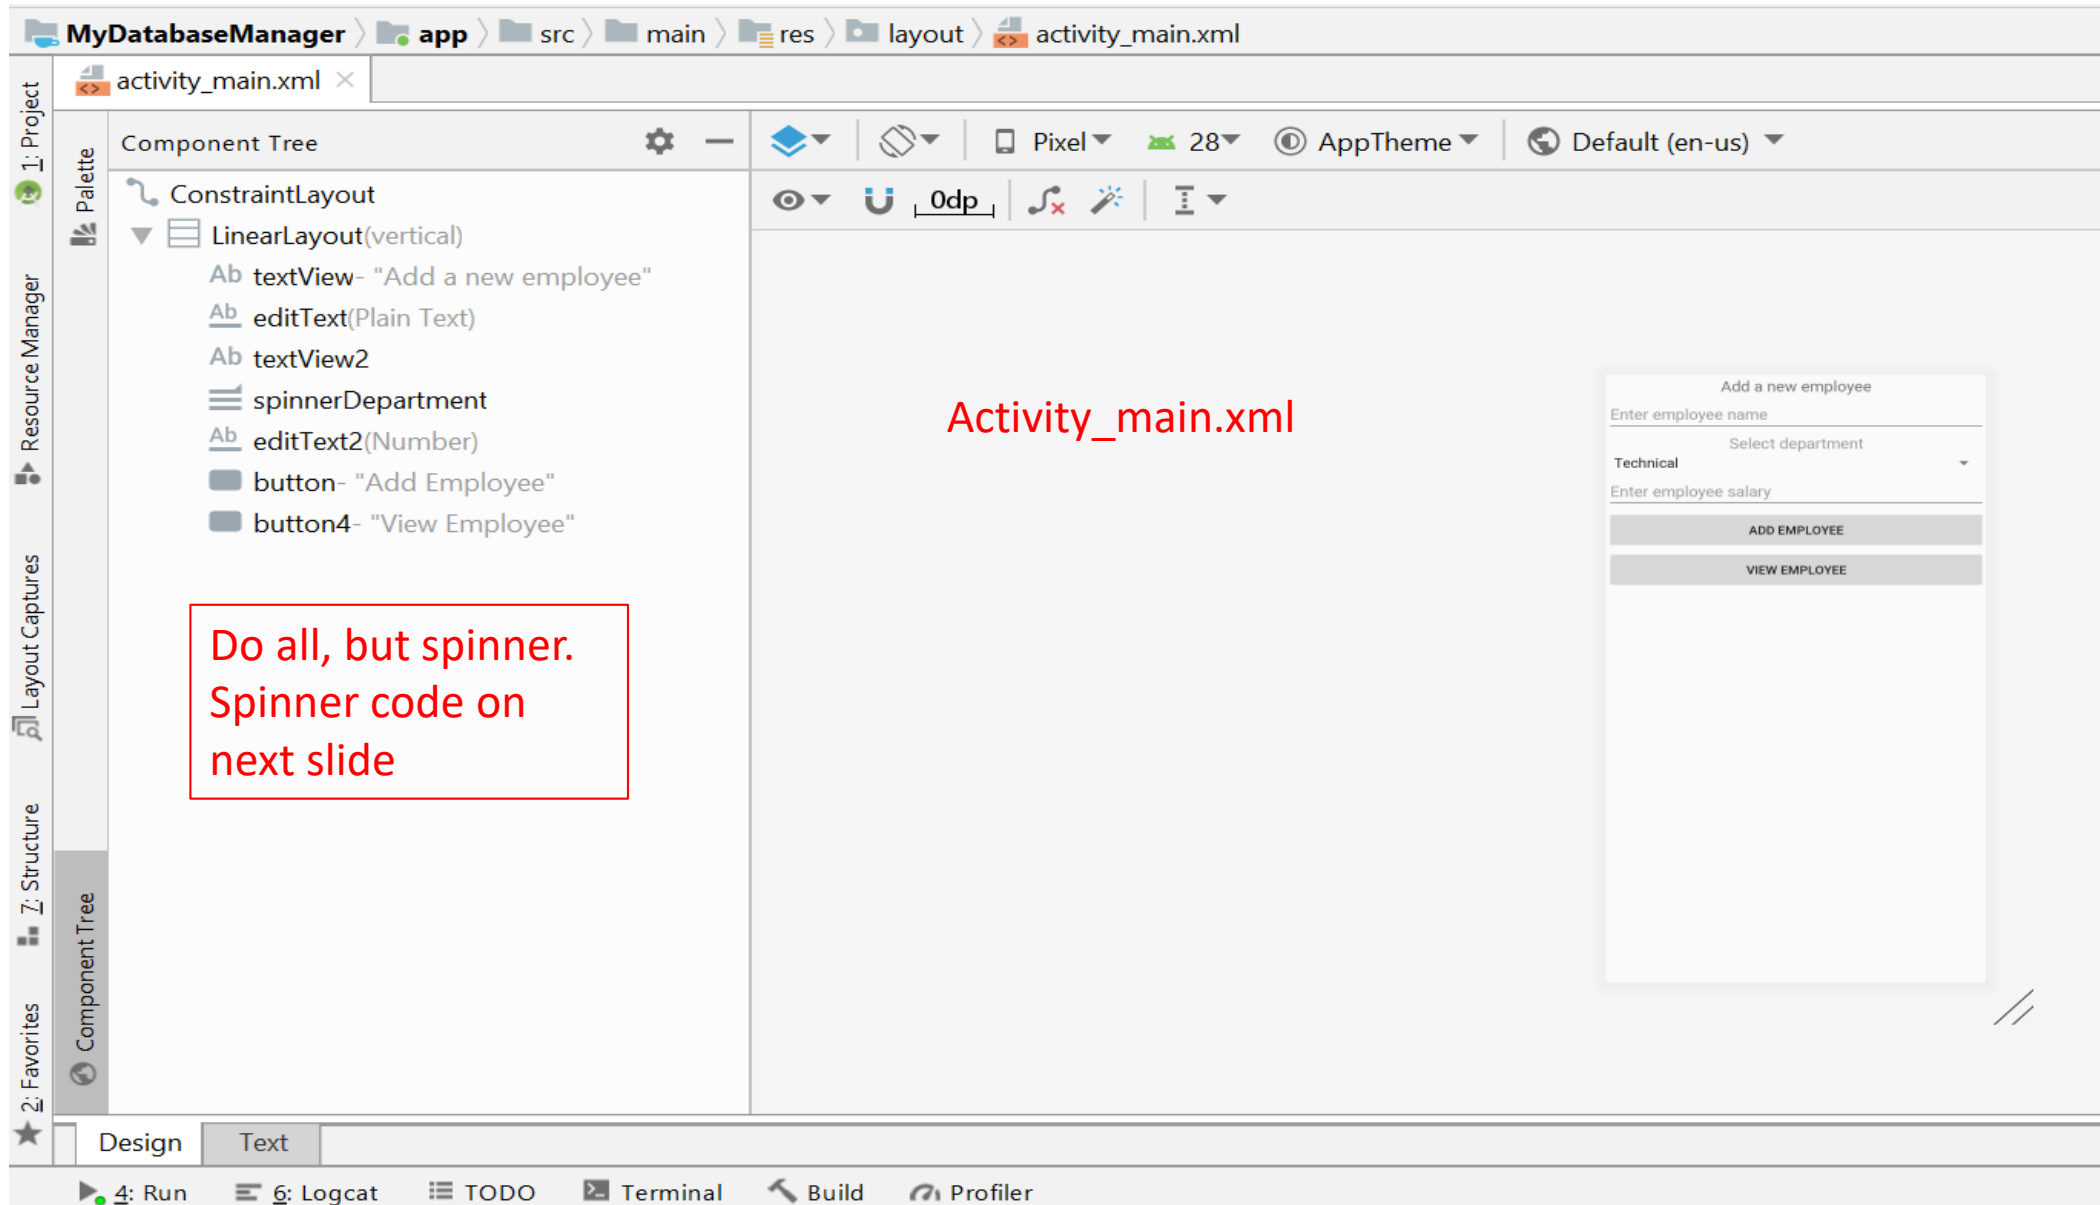 MyDatabaseManager app src main res layout activity_main.xml
activity_main.xml
1: Project
Resource Manager
Layout Captures
7: Structure
2: Favorites
Palette
Component Tree
Component Tree
ConstraintLayout
LinearLayout(vertical)
Ab textView- "Add a new employee"
Ab editText(Plain Text)
Ab textView2
spinnerDepartment
Ab editText2(Number)
button- "Add Employee"
button4- "View Employee"
Do all, but spinner.
Spinner code on
next slide
Pixel 28 AppTheme Default (en-us)
0dp
Activity_main.xml
Add a new employee
Enter employee name
Select department
Technical
Enter employee salary
ADD EMPLOYEE
VIEW EMPLOYEE
Design Text
4: Run 6: Logcat TODO Terminal Build Profiler